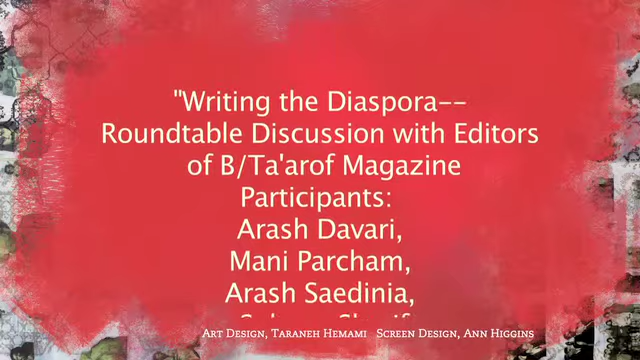 "Writing the Diaspora--
Roundtable Discussion with Editors
of B/Ta'arof Magazine
Participants:
Arash Davari,
Mani Parcham,
Arash Saedinia,
Art Design, Taraneh Hemami Screen Design, Ann Higgins